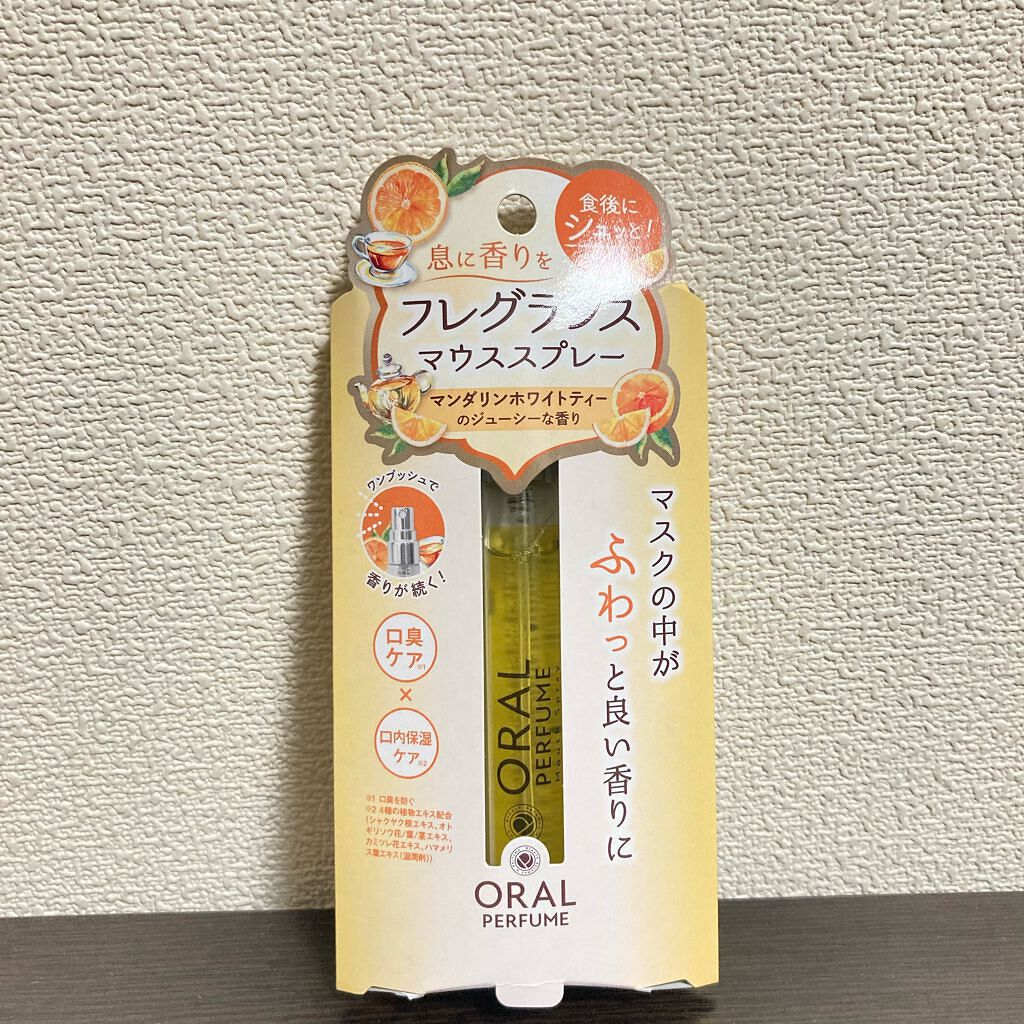 食後に
シュッと!
息に香りを
フレグランス
マウススプレー
マンダリンホワイトティー
のジューシーな香り
ワンプッシュで
香りが続く!
マスクの中が
ふわっと良い香りに
口臭
ケア※1
×
口内保湿
ケア※2
※1 口臭を防ぐ
※2 4種の植物エキス配合
(シャクヤク根エキス、オト
ギリソウ花/葉/茎エキス、
カミツレ花エキス、ハマメリ
ス葉エキス(湿潤剤))
ORAL
PERFUME
Mouth Spray
ORAL
PERFUME